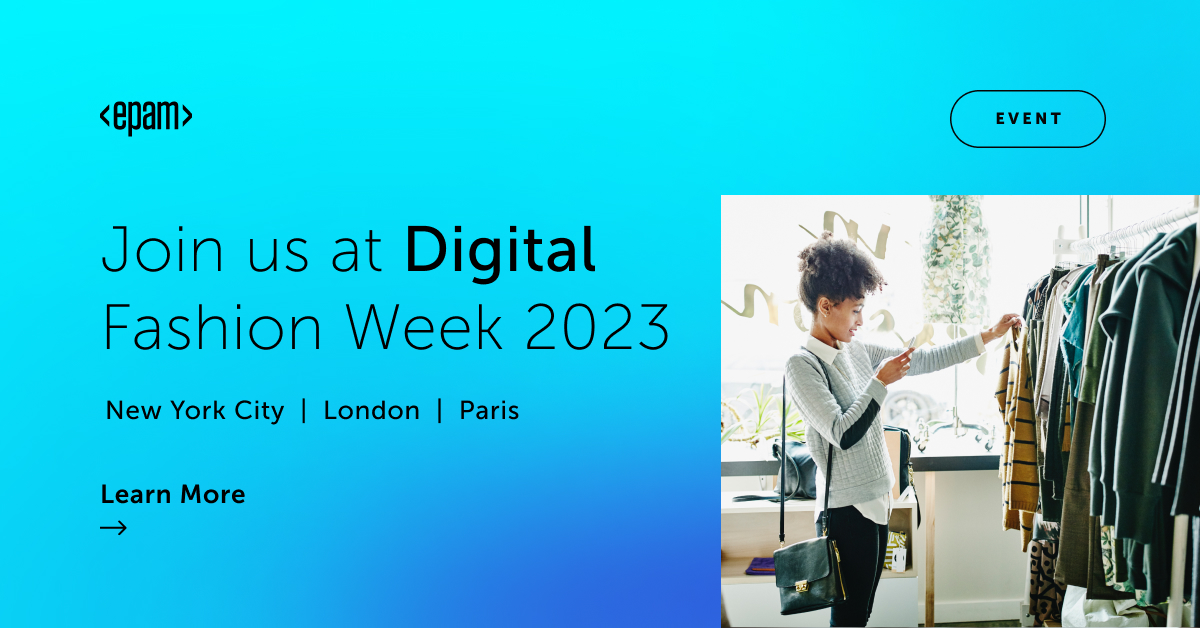 <epam>
EVENT
Join us at Digital
Fashion Week 2023
New York City | London | Paris
Learn More
→